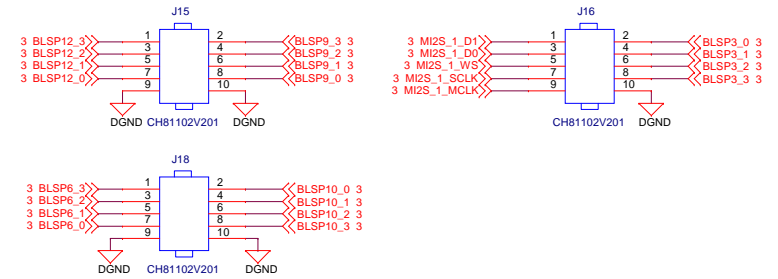 J15
3 BLSP12_3 1 2 BLSP9_3 3
3 BLSP12_2 3 4 BLSP9_2 3
3 BLSP12_1 5 6 BLSP9_1 3
3 BLSP12_0 7 8 BLSP9_0 3
9 10
DGND CH81102V201 DGND
J16
3 MI2S_1_D1 1 2 BLSP3_0 3
3 MI2S_1_D0 3 4 BLSP3_1 3
3 MI2S_1_WS 5 6 BLSP3_2 3
3 MI2S_1_SCLK 7 8 BLSP3_3 3
3 MI2S_1_MCLK 9 10
CH81102V201 DGND
J18
3 BLSP6_3 1 2 BLSP10_0 3
3 BLSP6_2 3 4 BLSP10_1 3
3 BLSP6_1 5 6 BLSP10_2 3
3 BLSP6_0 7 8 BLSP10_3 3
9 10
DGND CH81102V201 DGND